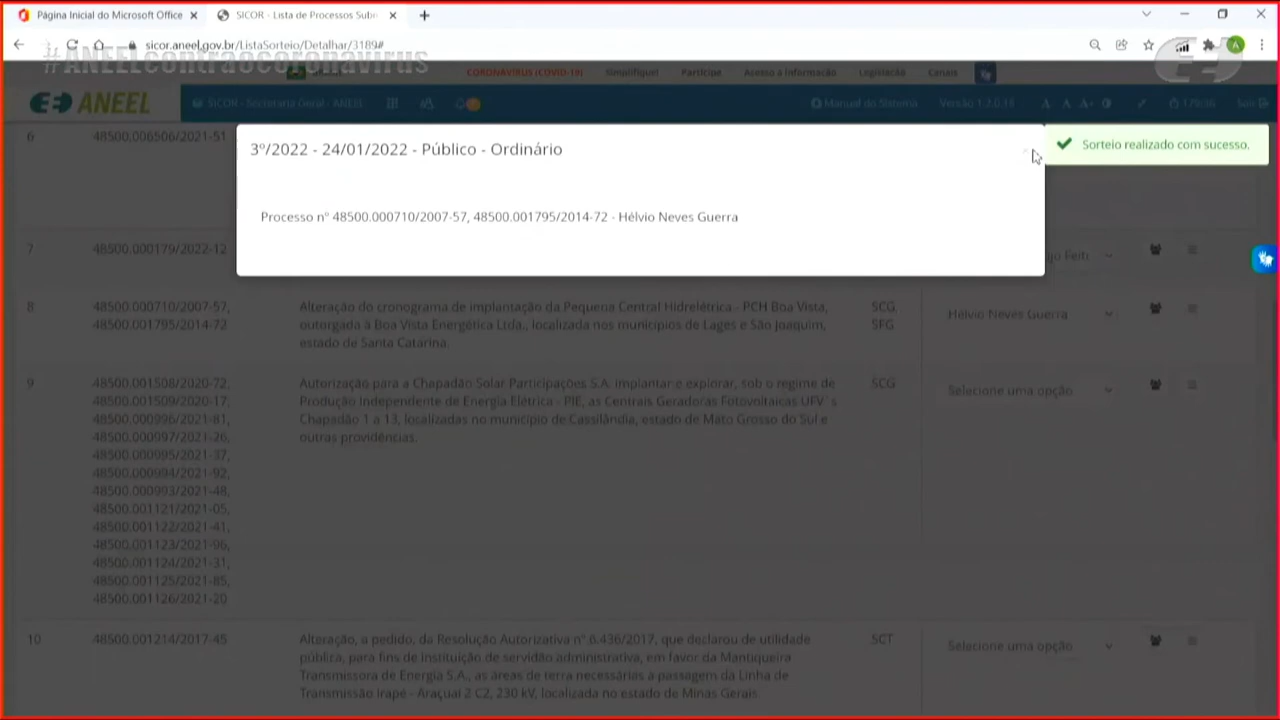 Página Inicial do Microsoft Office
SICOR - Lista de Processos Subm
sicor.aneel.gov.br/ListaSorteio/Detalhar/3189#
#ANEELcontraocoronavirus
CORONAVÍRUS (COVID-19)
Simplifique!
Participe
Acesso a Informação
Legislação
Canais
ANEEL
SICOR - Secretaria Geral - ANEEL
Manual do Sistema
Versão 1.2.0.18
Sair
6 48500.006506/2021-51
3º/2022 - 24/01/2022 - Público - Ordinário
Sorteio realizado com sucesso.
Processo nº 48500.000710/2007-57, 48500.001795/2014-72 - Hélvio Neves Guerra
7 48500.000179/2022-12
8 48500.000710/2007-57,
48500.001795/2014-72
Alteração do cronograma de implantação da Pequena Central Hidrelétrica - PCH Boa Vista,
outorgada à Boa Vista Energética Ltda., localizada nos municípios de Lages e São Joaquim,
estado de Santa Catarina.
SCG
SFG
Hélvio Neves Guerra
9 48500.001508/2020-72,
48500.001509/2020-17,
48500.000996/2021-81,
48500.000997/2021-26,
48500.000995/2021-37,
48500.000994/2021-92,
48500.000993/2021-48,
48500.001121/2021-05,
48500.001122/2021-41,
48500.001123/2021-96,
48500.001124/2021-31,
48500.001125/2021-85,
48500.001126/2021-20
Autorização para a Chapadão Solar Participações S.A. implantar e explorar, sob o regime de
Produção Independente de Energia Elétrica - PIE, as Centrais Geradoras Fotovoltaicas UFV´s
Chapadão 1 a 13, localizadas no município de Cassilândia, estado de Mato Grosso do Sul e
outras providências.
SCG
Selecione uma opção
10 48500.001214/2017-45
Alteração, a pedido, da Resolução Autorizativa nº 6.436/2017, que declarou de utilidade
pública, para fins de instituição de servidão administrativa, em favor da Mantiqueira
Transmissora de Energia S.A., as áreas de terra necessárias à passagem da Linha de
Transmissão Irapé - Araçuaí 2 C2, 230 kV, localizada no estado de Minas Gerais.
SCT
Selecione uma opção